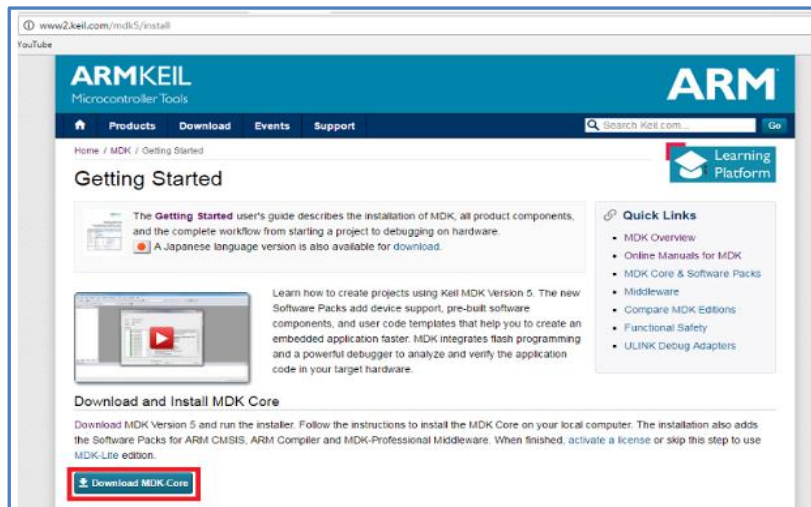 www2.keil.com/mdk5/install
YouTube
ARMKEIL
Microcontroller Tools
ARM
Products Download Events Support
Search Keil.com...
Go
Home / MDK / Getting Started
Learning
Platform
Getting Started
The Getting Started user's guide describes the installation of MDK, all product components,
and the complete workflow from starting a project to debugging on hardware.
A Japanese language version is also available for download.
Quick Links
MDK Overview
Online Manuals for MDK
MDK Core & Software Packs
Middleware
Compare MDK Editions
Functional Safety
ULINK Debug Adapters
Learn how to create projects using Keil MDK Version 5. The new
Software Packs add device support, pre-built software
components, and user code templates that help you to create an
embedded application faster. MDK integrates flash programming
and a powerful debugger to analyze and verify the application
code in your target hardware.
Download and Install MDK Core
Download MDK Version 5 and run the installer. Follow the instructions to install the MDK Core on your local computer. The installation also adds
the Software Packs for ARM CMSIS, ARM Compiler and MDK-Professional Middleware. When finished, activate a license or skip this step to use
MDK-Lite edition.
Download MDK-Core